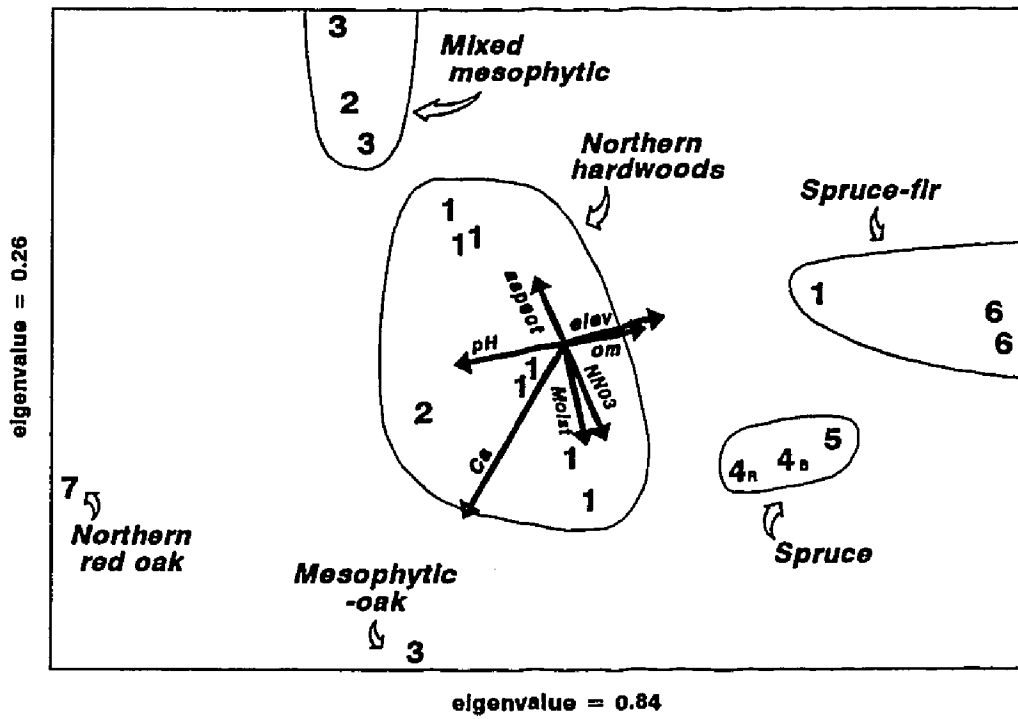 3
Mixed
mesophytic
2
3
Northern
hardwoods
Spruce-fir
1
1 1
aspect
elev
om
pH
NNO3
Moist
Ca
1
6
6
1
1
2
1
1
5
4R 4B
Spruce
7
Northern
red oak
Mesophytic
-oak
3
eigenvalue = 0.26
eigenvalue = 0.84